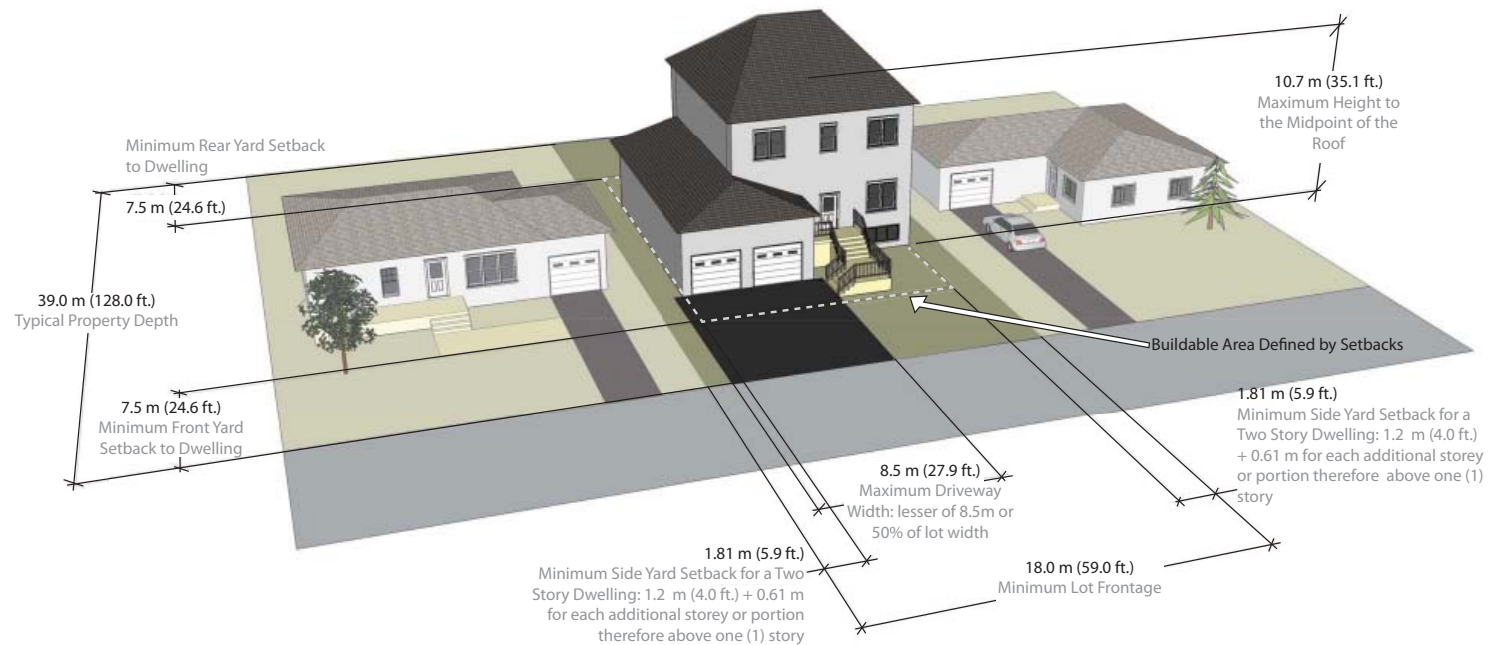 10.7 m (35.1 ft.)
Maximum Height to
the Midpoint of the
Roof
Minimum Rear Yard Setback
to Dwelling
7.5 m (24.6 ft.)
39.0 m (128.0 ft.)
Typical Property Depth
7.5 m (24.6 ft.)
Minimum Front Yard
Setback to Dwelling
Buildable Area Defined by Setbacks
1.81 m (5.9 ft.)
Minimum Side Yard Setback for a
Two Story Dwelling: 1.2 m (4.0 ft.)
+ 0.61 m for each additional storey
or portion therefore above one (1)
story
8.5 m (27.9 ft.)
Maximum Driveway
Width: lesser of 8.5m or
50% of lot width
1.81 m (5.9 ft.)
Minimum Side Yard Setback for a Two
Story Dwelling: 1.2 m (4.0 ft.) + 0.61 m
for each additional storey or portion
therefore above one (1) story
18.0 m (59.0 ft.)
Minimum Lot Frontage